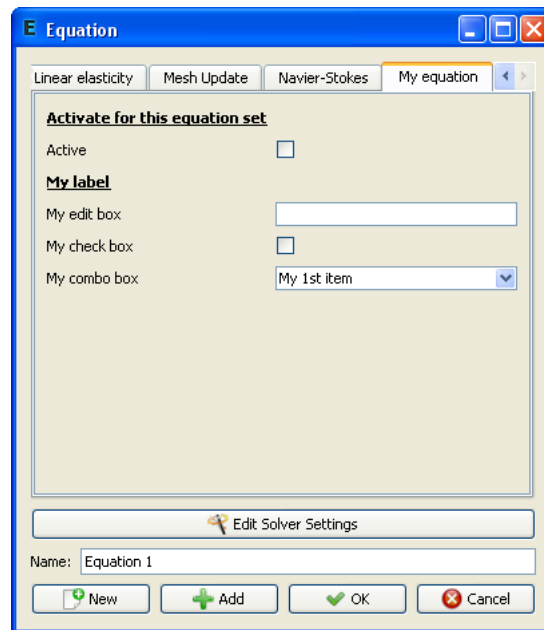 E Equation
Linear elasticity Mesh Update Navier-Stokes My equation
Activate for this equation set
Active
My label
My edit box
My check box
My combo box My 1st item
Edit Solver Settings
Name: Equation 1
New Add OK Cancel